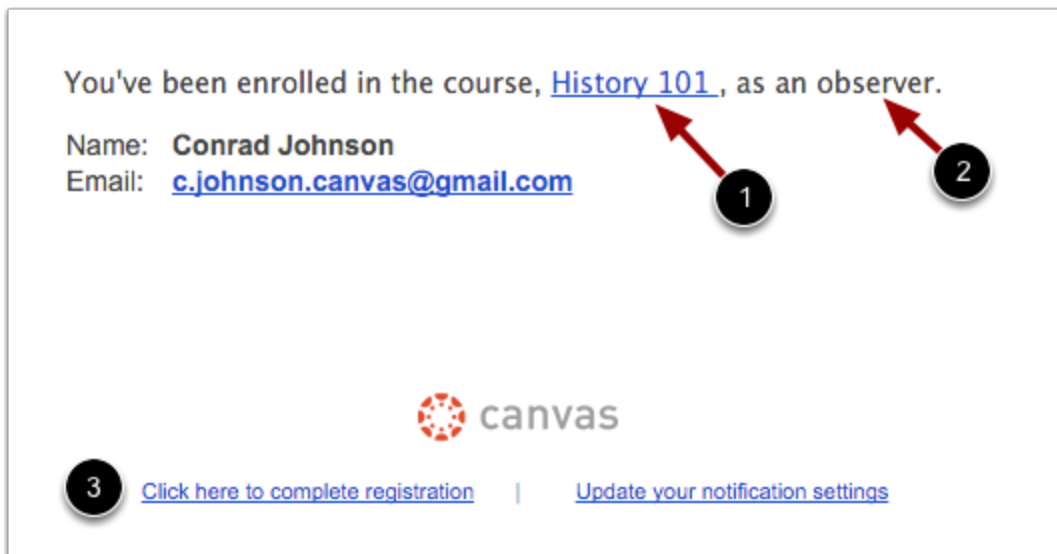 You've been enrolled in the course, History 101 , as an observer.
Name: Conrad Johnson
Email: c.johnson.canvas@gmail.com
1
2
canvas
3 Click here to complete registration | Update your notification settings